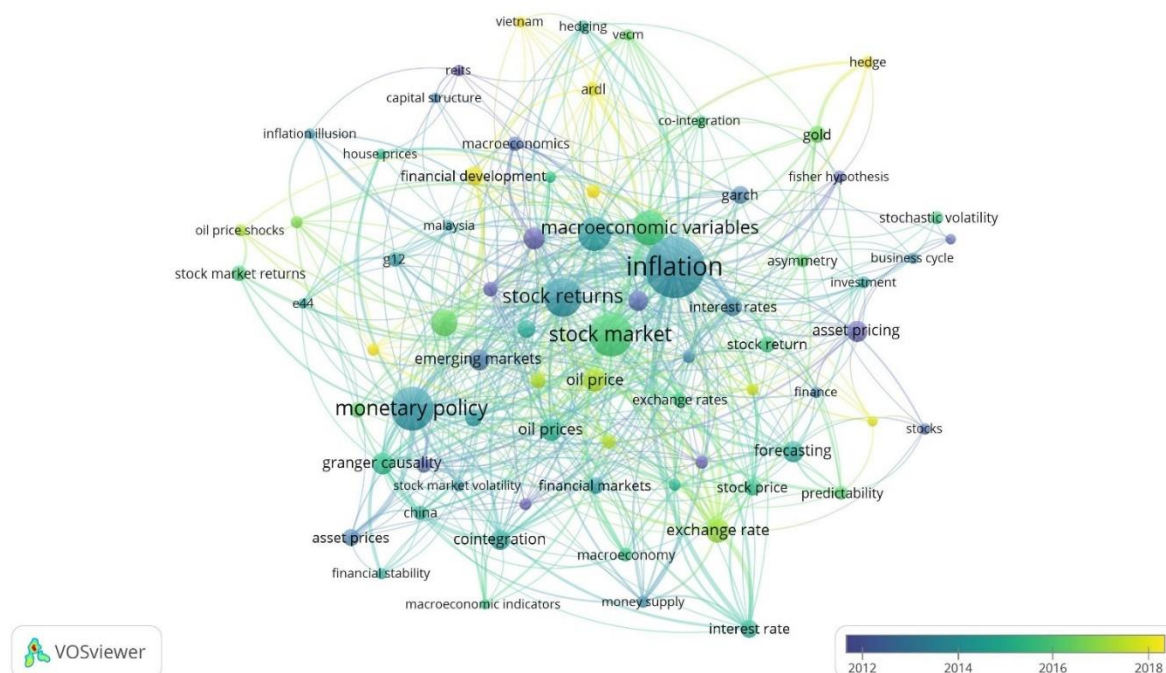 vietnam
hedging
vecm
hedge
reits
ardl
capital structure
co-integration
inflation illusion
gold
macroeconomics
house prices
financial development
fisher hypothesis
garch
stochastic volatility
malaysia
macroeconomic variables
oil price shocks
business cycle
g12
asymmetry
inflation
stock market returns
investment
stock returns
e44
interest rates
asset pricing
stock market
stock return
emerging markets
oil price
finance
exchange rates
monetary policy
oil prices
stocks
forecasting
granger causality
stock market volatility
financial markets
stock price
predictability
china
exchange rate
asset prices
cointegration
macroeconomy
financial stability
macroeconomic indicators
money supply
interest rate
VOSviewer
2012 2014 2016 2018